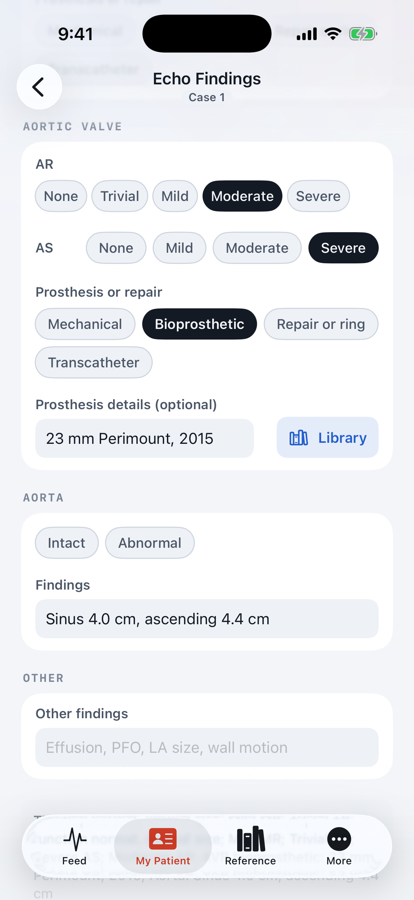 9:41
Echo Findings
Case 1
AORTIC VALVE
AR
None Trivial Mild Moderate Severe
AS None Mild Moderate Severe
Prosthesis or repair
Mechanical Bioprosthetic Repair or ring
Transcatheter
Prosthesis details (optional)
23 mm Perimount, 2015 Library
AORTA
Intact Abnormal
Findings
Sinus 4.0 cm, ascending 4.4 cm
OTHER
Other findings
Effusion, PFO, LA size, wall motion
Feed My Patient Reference More
cm